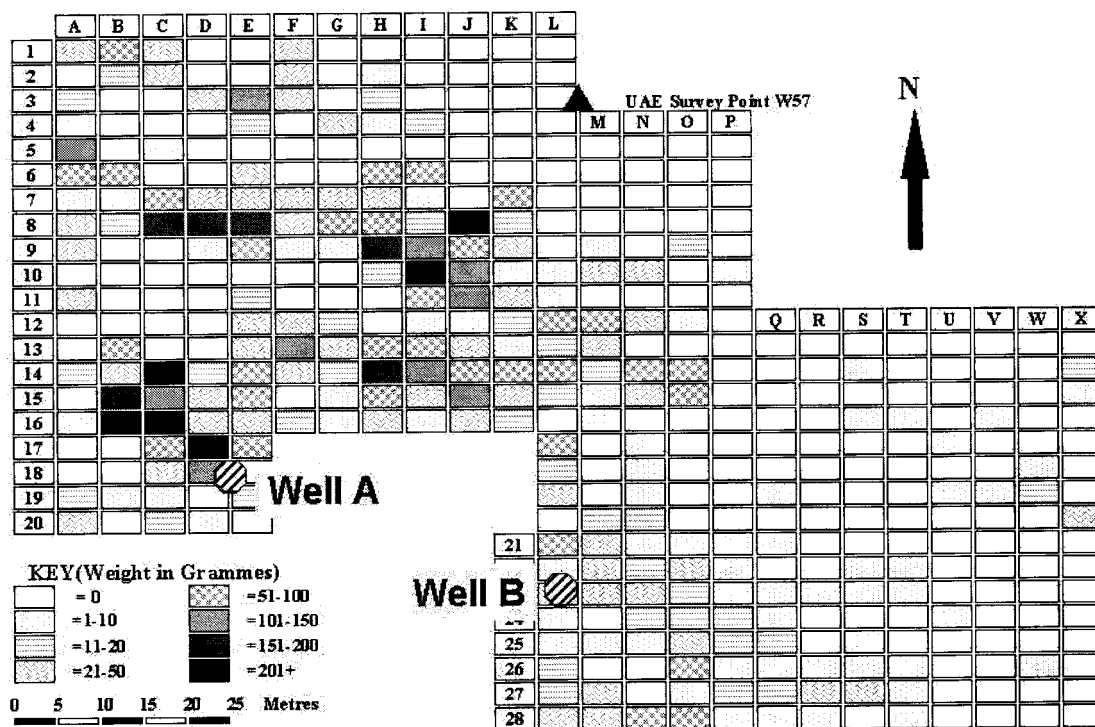 A B C D E F G H I J K L
1
2
3
UAE Survey Point W57
N
4
M N O P
5
6
7
8
9
10
11
12
Q R S T U V W X
13
14
15
16
17
18
Well A
19
20
21
KEY(Weight in Grammes)
= 0 =51-100
=1-10 =101-150
=11-20 =151-200
=21-50 =201+
Well B
24
25
26
27
28
0 5 10 15 20 25 Metres